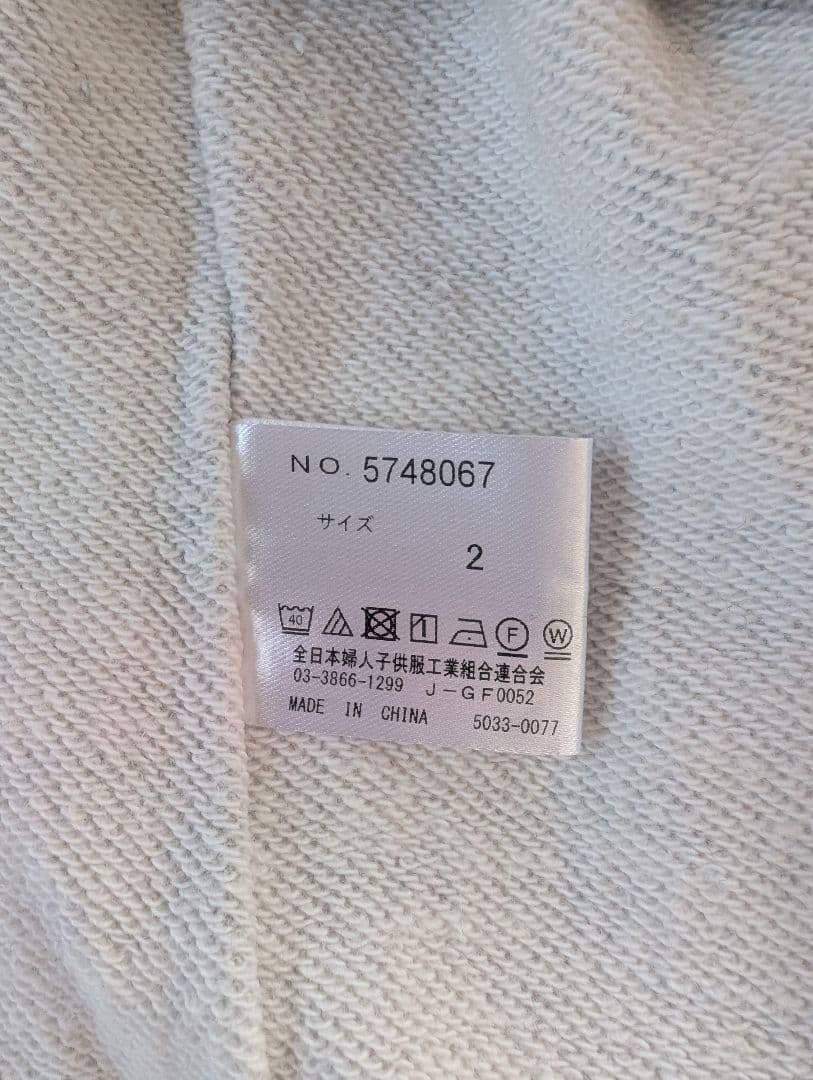 NO. 5748067
サイズ
2
40 F W
全日本婦人子供服工業組合連合会
03-3866-1299 J-GF0052
MADE IN CHINA 5033-0077